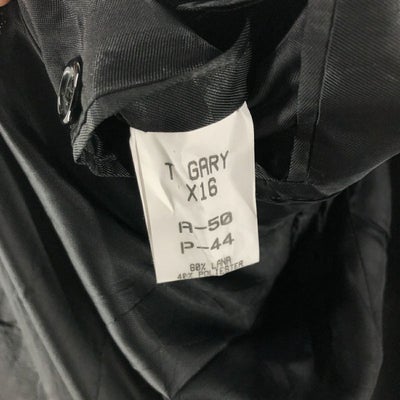 T GARY
X16
A-50
P-44
60% LANA
40% POLIESTER